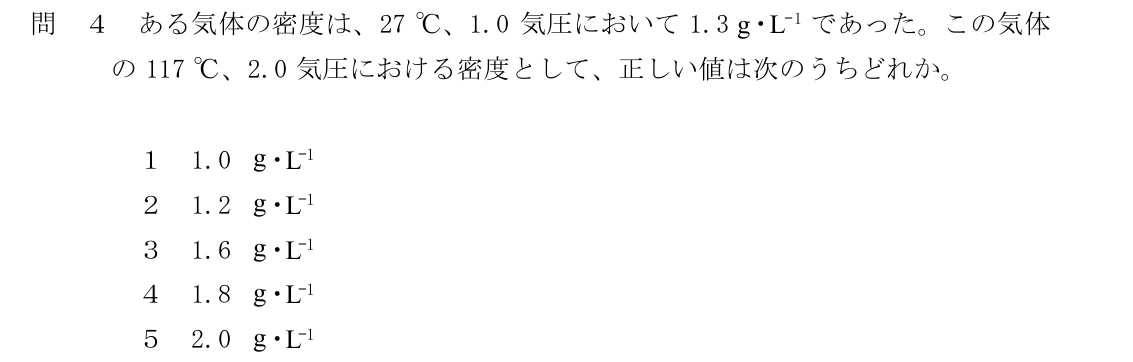 問 4 ある気体の密度は、27 ℃、1.0 気圧において 1.3 g・L⁻¹ であった。この気体
の 117 ℃、2.0 気圧における密度として、正しい値は次のうちどれか。
1 1.0 g・L⁻¹
2 1.2 g・L⁻¹
3 1.6 g・L⁻¹
4 1.8 g・L⁻¹
5 2.0 g・L⁻¹